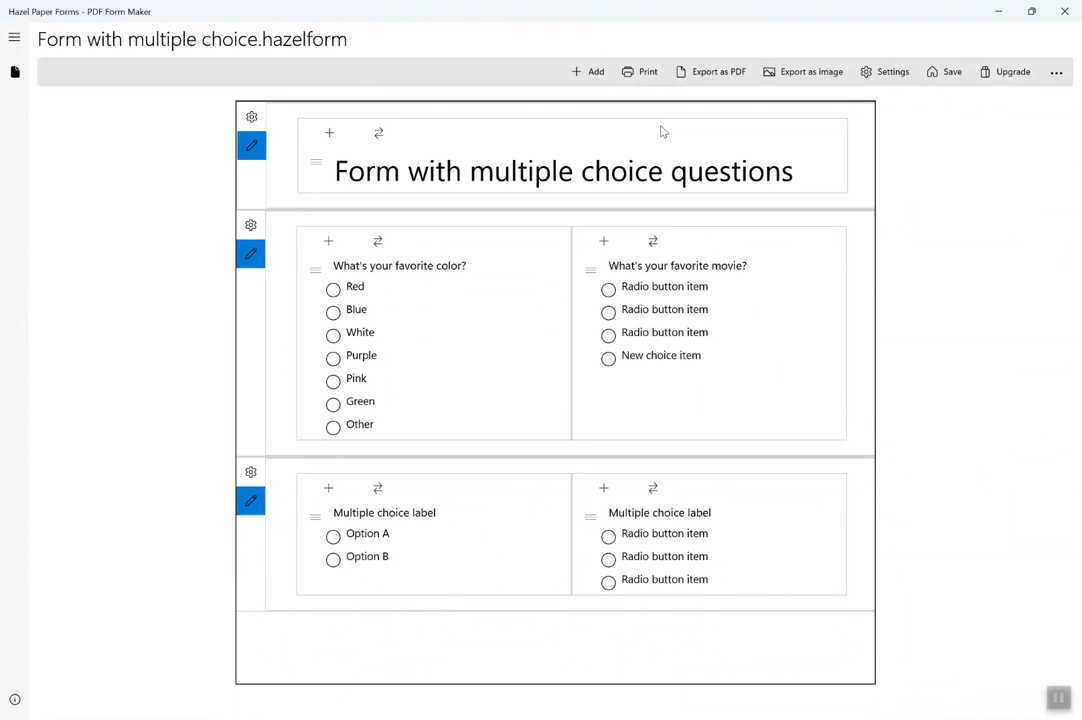 Hazel Paper Forms - PDF Form Maker
Form with multiple choice.hazelform
Add Print Export as PDF Export as image Settings Save Upgrade
Form with multiple choice questions
What's your favorite color?
Red
Blue
White
Purple
Pink
Green
Other
What's your favorite movie?
Radio button item
Radio button item
Radio button item
New choice item
Multiple choice label
Option A
Option B
Multiple choice label
Radio button item
Radio button item
Radio button item